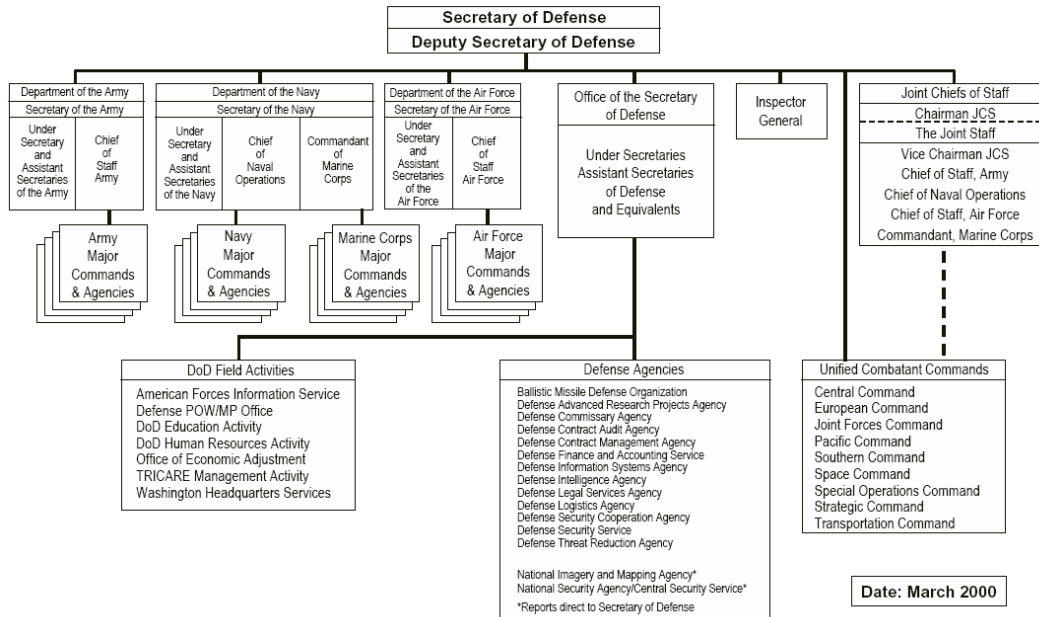 Secretary of Defense
Deputy Secretary of Defense
Department of the Army
Secretary of the Army
Under
Secretary
and
Assistant
Secretaries
of the Army
Chief
of
Staff
Army
Department of the Navy
Secretary of the Navy
Under
Secretary
and
Assistant
Secretaries
of the Navy
Chief
of
Naval
Operations
Commandant
of
Marine
Corps
Department of the Air Force
Secretary of the Air Force
Under
Secretary
and
Assistant
Secretaries
of the
Air Force
Chief
of
Staff
Air Force
Office of the Secretary
of Defense
Under Secretaries
Assistant Secretaries
of Defense
and Equivalents
Inspector
General
Joint Chiefs of Staff
Chairman JCS
The Joint Staff
Vice Chairman JCS
Chief of Staff, Army
Chief of Naval Operations
Chief of Staff, Air Force
Commandant, Marine Corps
Army
Major
Commands
& Agencies
Navy
Major
Commands
& Agencies
Marine Corps
Major
Commands
& Agencies
Air Force
Major
Commands
& Agencies
DoD Field Activities
American Forces Information Service
Defense POW/MP Office
DoD Education Activity
DoD Human Resources Activity
Office of Economic Adjustment
TRICARE Management Activity
Washington Headquarters Services
Defense Agencies
Ballistic Missile Defense Organization
Defense Advanced Research Projects Agency
Defense Commissary Agency
Defense Contract Audit Agency
Defense Contract Management Agency
Defense Finance and Accounting Service
Defense Information Systems Agency
Defense Intelligence Agency
Defense Legal Services Agency
Defense Logistics Agency
Defense Security Cooperation Agency
Defense Security Service
Defense Threat Reduction Agency
National Imagery and Mapping Agency*
National Security Agency/Central Security Service*
*Reports direct to Secretary of Defense
Unified Combatant Commands
Central Command
European Command
Joint Forces Command
Pacific Command
Southern Command
Space Command
Special Operations Command
Strategic Command
Transportation Command
Date: March 2000